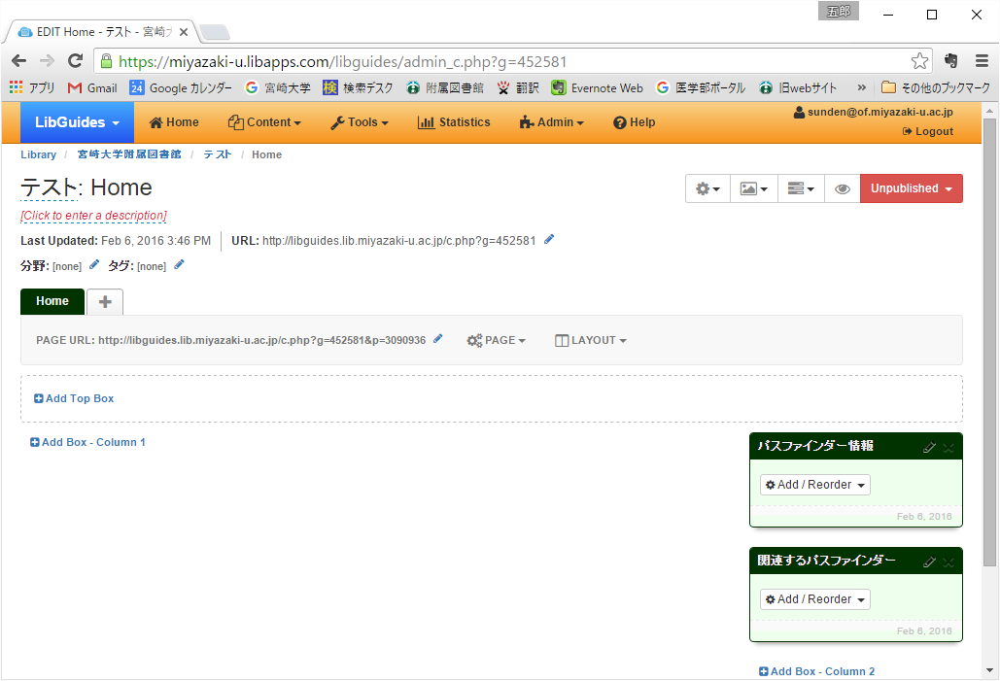 五郎
EDIT Home - テスト - 宮崎大
https://miyazaki-u.libapps.com/libguides/admin_c.php?g=452581
アプリ Gmail 24 Google カレンダー 宮崎大学 検 検索デスク 附属図書館 翻訳 Evernote Web 医学部ポータル 旧webサイト » その他のブックマーク
LibGuides Home Content Tools Statistics Admin Help sunden@of.miyazaki-u.ac.jp
Logout
Library / 宮崎大学附属図書館 / テスト / Home
テスト: Home
Unpublished
[Click to enter a description]
Last Updated: Feb 6, 2016 3:46 PM URL: http://libguides.lib.miyazaki-u.ac.jp/c.php?g=452581
分野: [none] タグ: [none]
Home
PAGE URL: http://libguides.lib.miyazaki-u.ac.jp/c.php?g=452581&p=3090936 PAGE LAYOUT
Add Top Box
Add Box - Column 1
パスファインダー情報
Add / Reorder
Feb 6, 2016
関連するパスファインダー
Add / Reorder
Feb 6, 2016
Add Box - Column 2